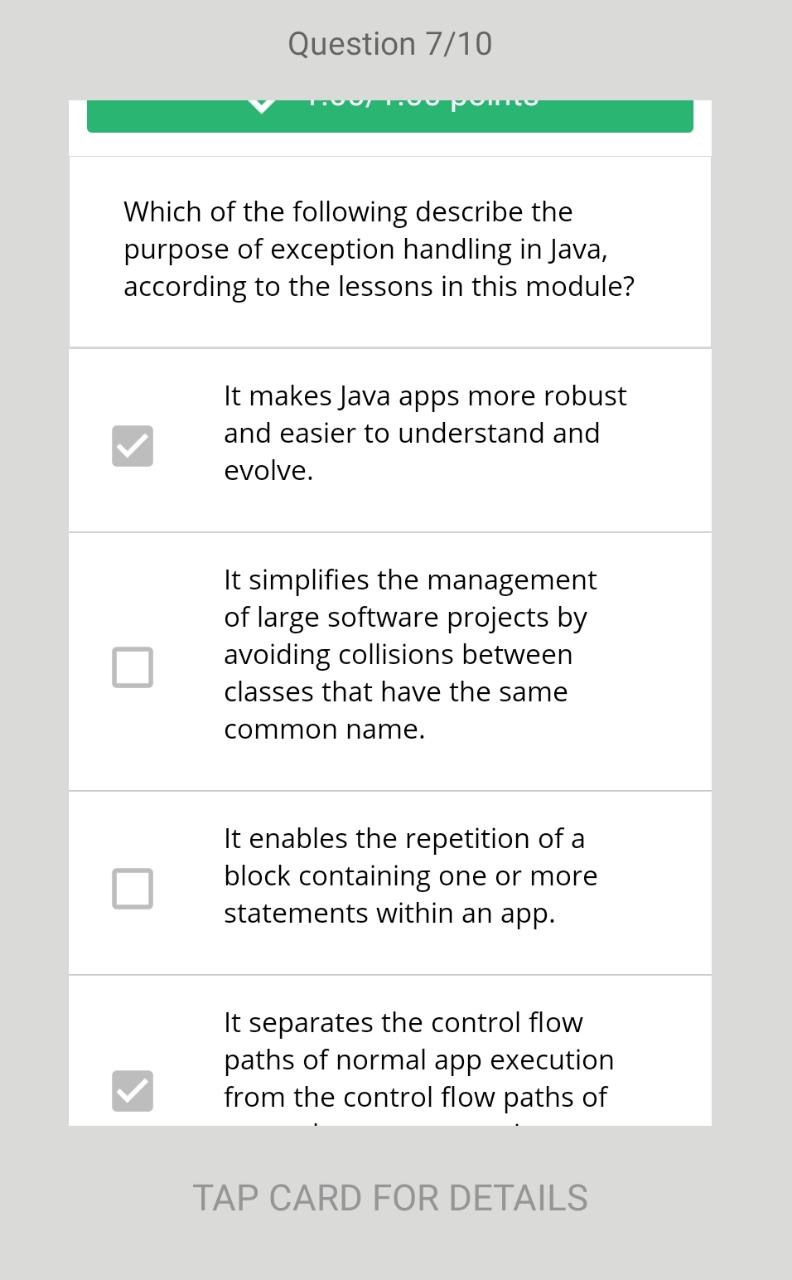 Question 7/10
points
Which of the following describe the
purpose of exception handling in Java,
according to the lessons in this module?
It makes Java apps more robust
and easier to understand and
evolve.
It simplifies the management
of large software projects by
avoiding collisions between
classes that have the same
common name.
It enables the repetition of a
block containing one or more
statements within an app.
It separates the control flow
paths of normal app execution
from the control flow paths of
TAP CARD FOR DETAILS